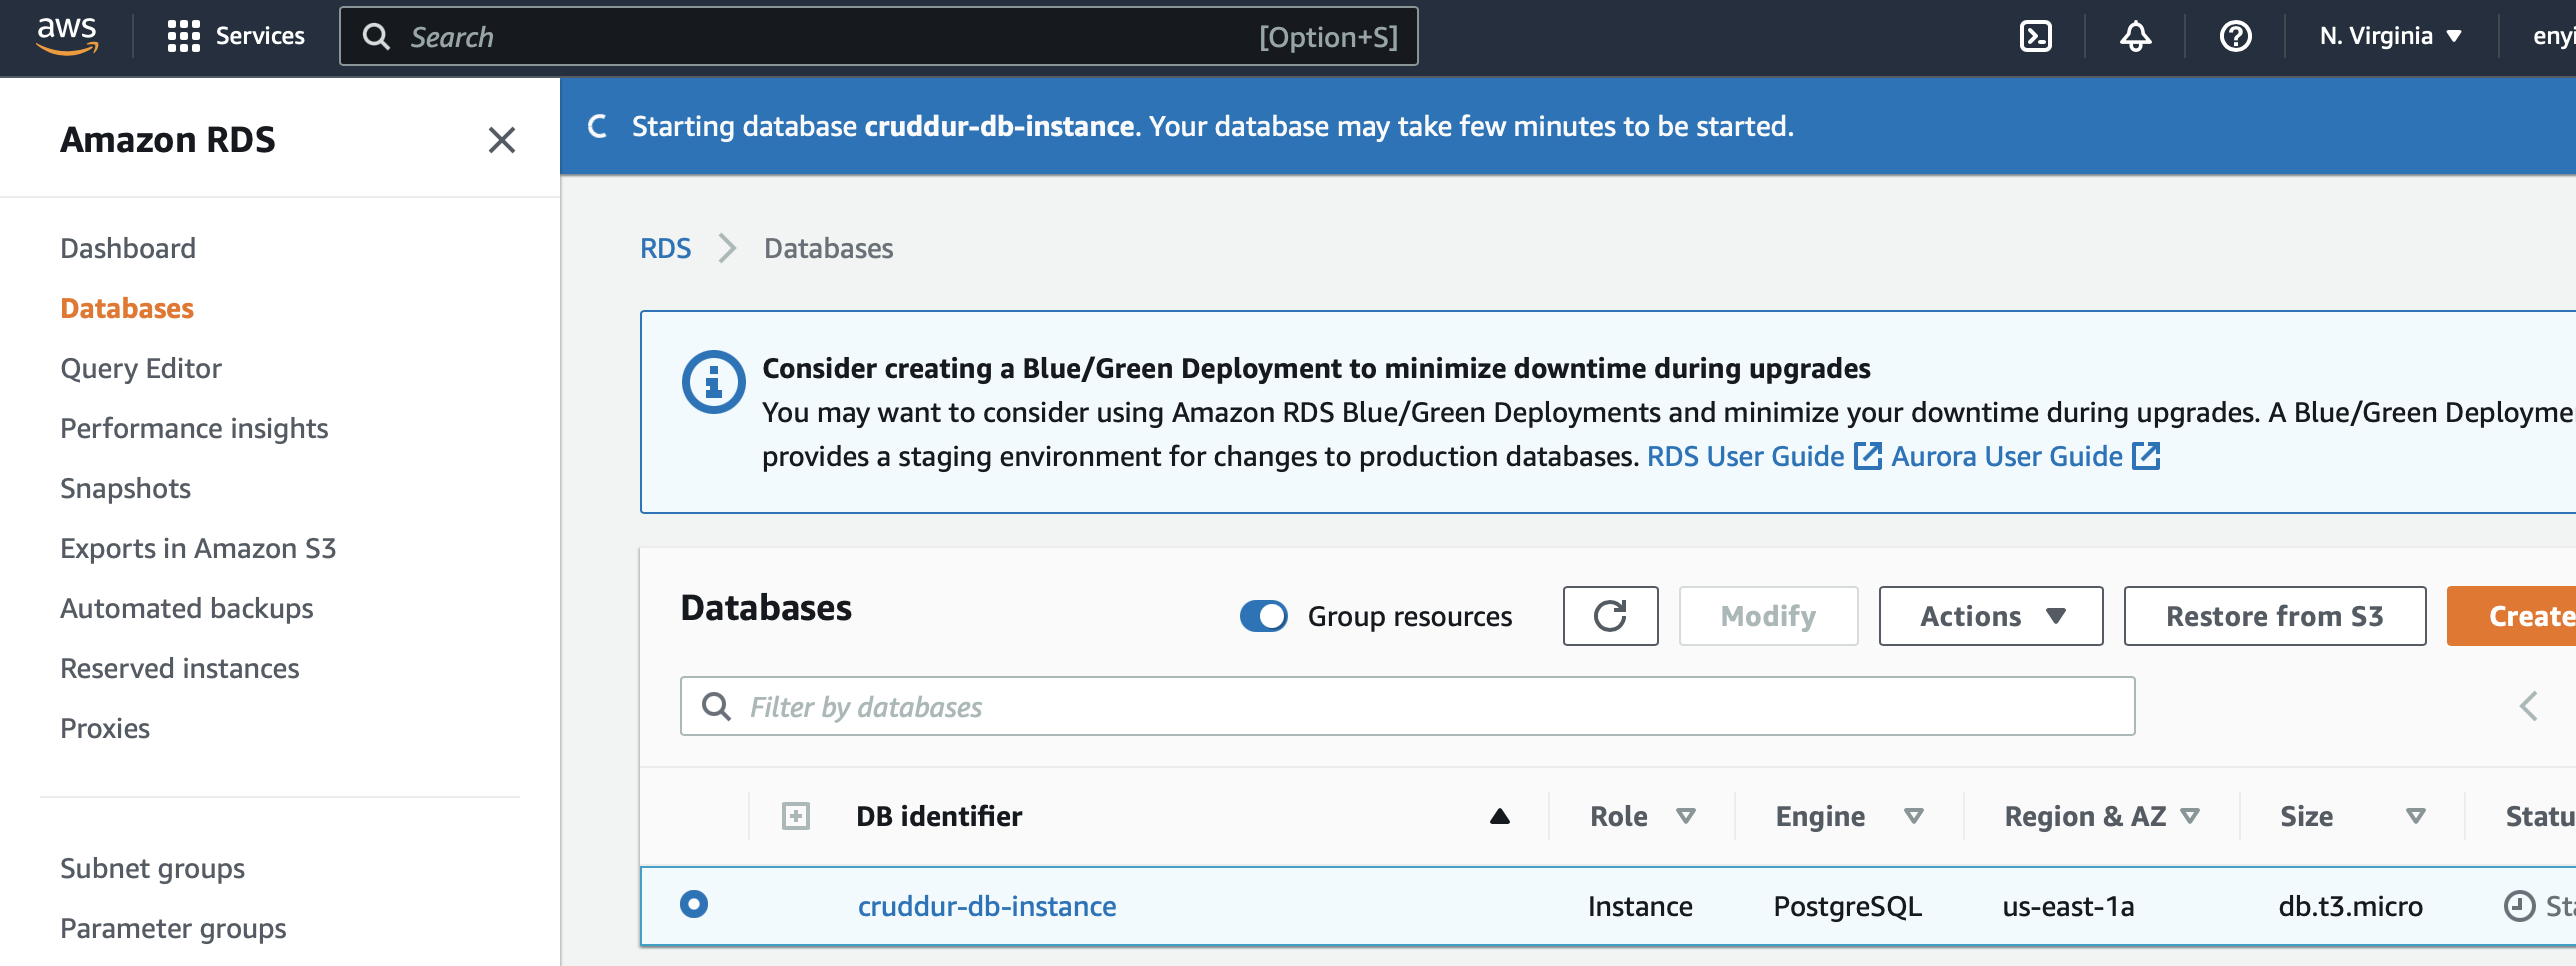 aws Services Search [Option+S] N. Virginia
Amazon RDS
Dashboard
Databases
Query Editor
Performance insights
Snapshots
Exports in Amazon S3
Automated backups
Reserved instances
Proxies
Subnet groups
Parameter groups
Starting database cruddur-db-instance. Your database may take few minutes to be started.
RDS Databases
Consider creating a Blue/Green Deployment to minimize downtime during upgrades
You may want to consider using Amazon RDS Blue/Green Deployments and minimize your downtime during upgrades. A Blue/Green
provides a staging environment for changes to production databases. RDS User Guide Aurora User Guide
Databases Group resources Modify Actions Restore from S3 Create
Filter by databases
DB identifier Role Engine Region & AZ Size
cruddur-db-instance Instance PostgreSQL us-east-1a db.t3.micro